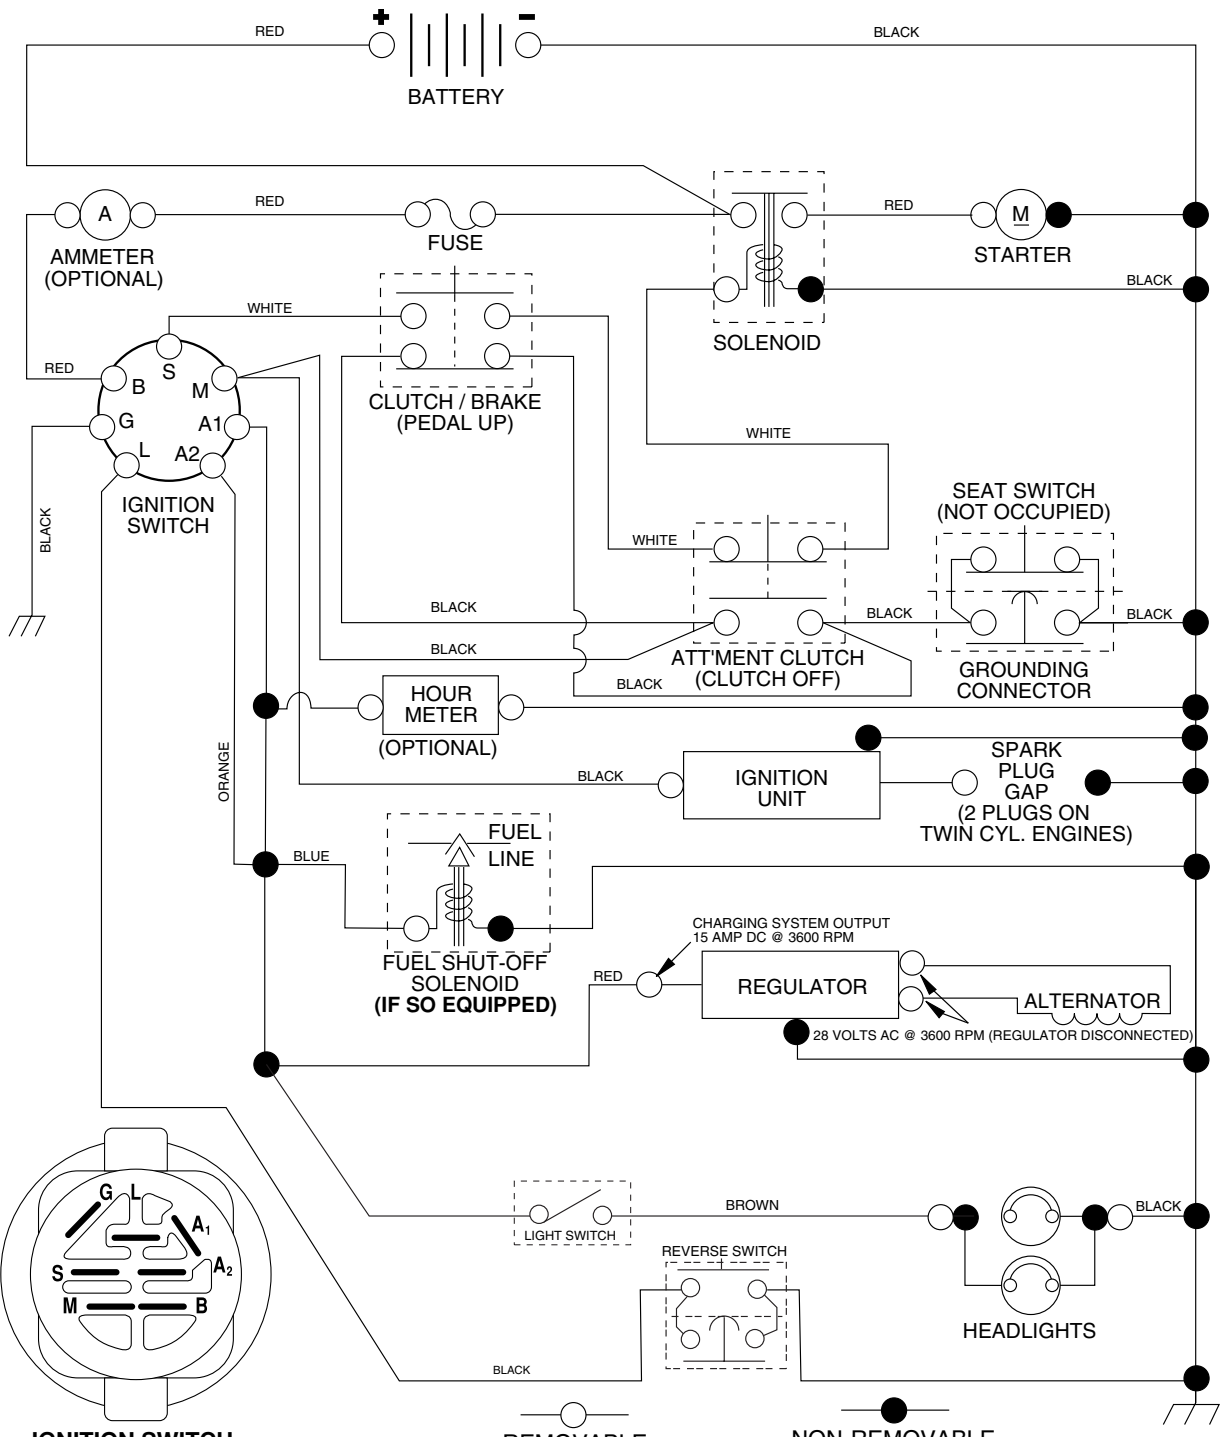 + −
RED
BLACK
BATTERY
A
RED
FUSE
RED
M
AMMETER
(OPTIONAL)
STARTER
BLACK
SOLENOID
WHITE
S
RED
B
M
G
A1
L
A2
CLUTCH / BRAKE
(PEDAL UP)
WHITE
IGNITION
SWITCH
BLACK
SEAT SWITCH
(NOT OCCUPIED)
WHITE
BLACK
BLACK
BLACK
BLACK
ATT'MENT CLUTCH
(CLUTCH OFF)
BLACK
GROUNDING
CONNECTOR
HOUR
METER
(OPTIONAL)
ORANGE
BLACK
IGNITION
UNIT
SPARK
PLUG
GAP
(2 PLUGS ON
TWIN CYL. ENGINES)
BLUE
FUEL
LINE
FUEL SHUT-OFF
SOLENOID
(IF SO EQUIPPED)
CHARGING SYSTEM OUTPUT
15 AMP DC @ 3600 RPM
RED
REGULATOR
ALTERNATOR
28 VOLTS AC @ 3600 RPM (REGULATOR DISCONNECTED)
G L
A1
S A2
M B
LIGHT SWITCH
BROWN
BLACK
REVERSE SWITCH
HEADLIGHTS
BLACK
IGNITION SWITCH
REMOVABLE
NON-REMOVABLE